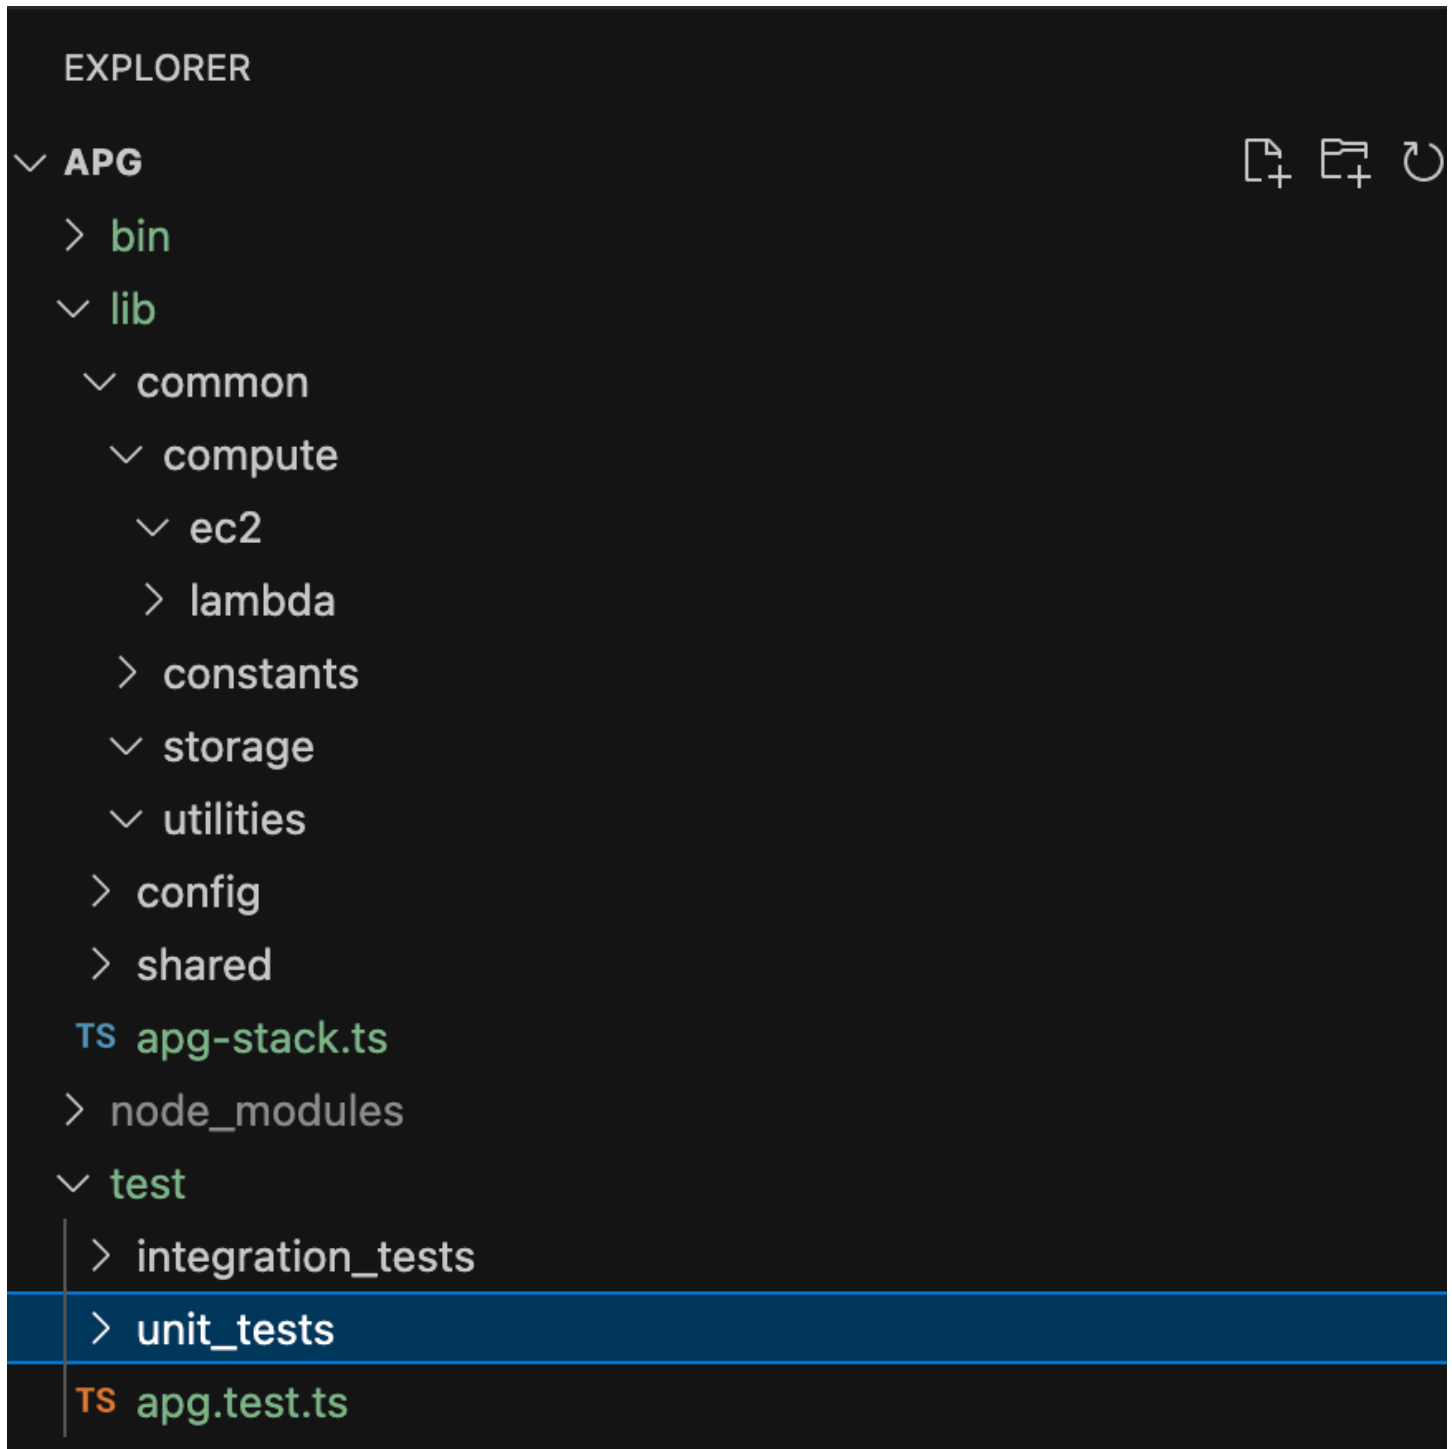 EXPLORER
APG
bin
lib
common
compute
ec2
lambda
constants
storage
utilities
config
shared
TS apg-stack.ts
node_modules
test
integration_tests
unit_tests
TS apg.test.ts